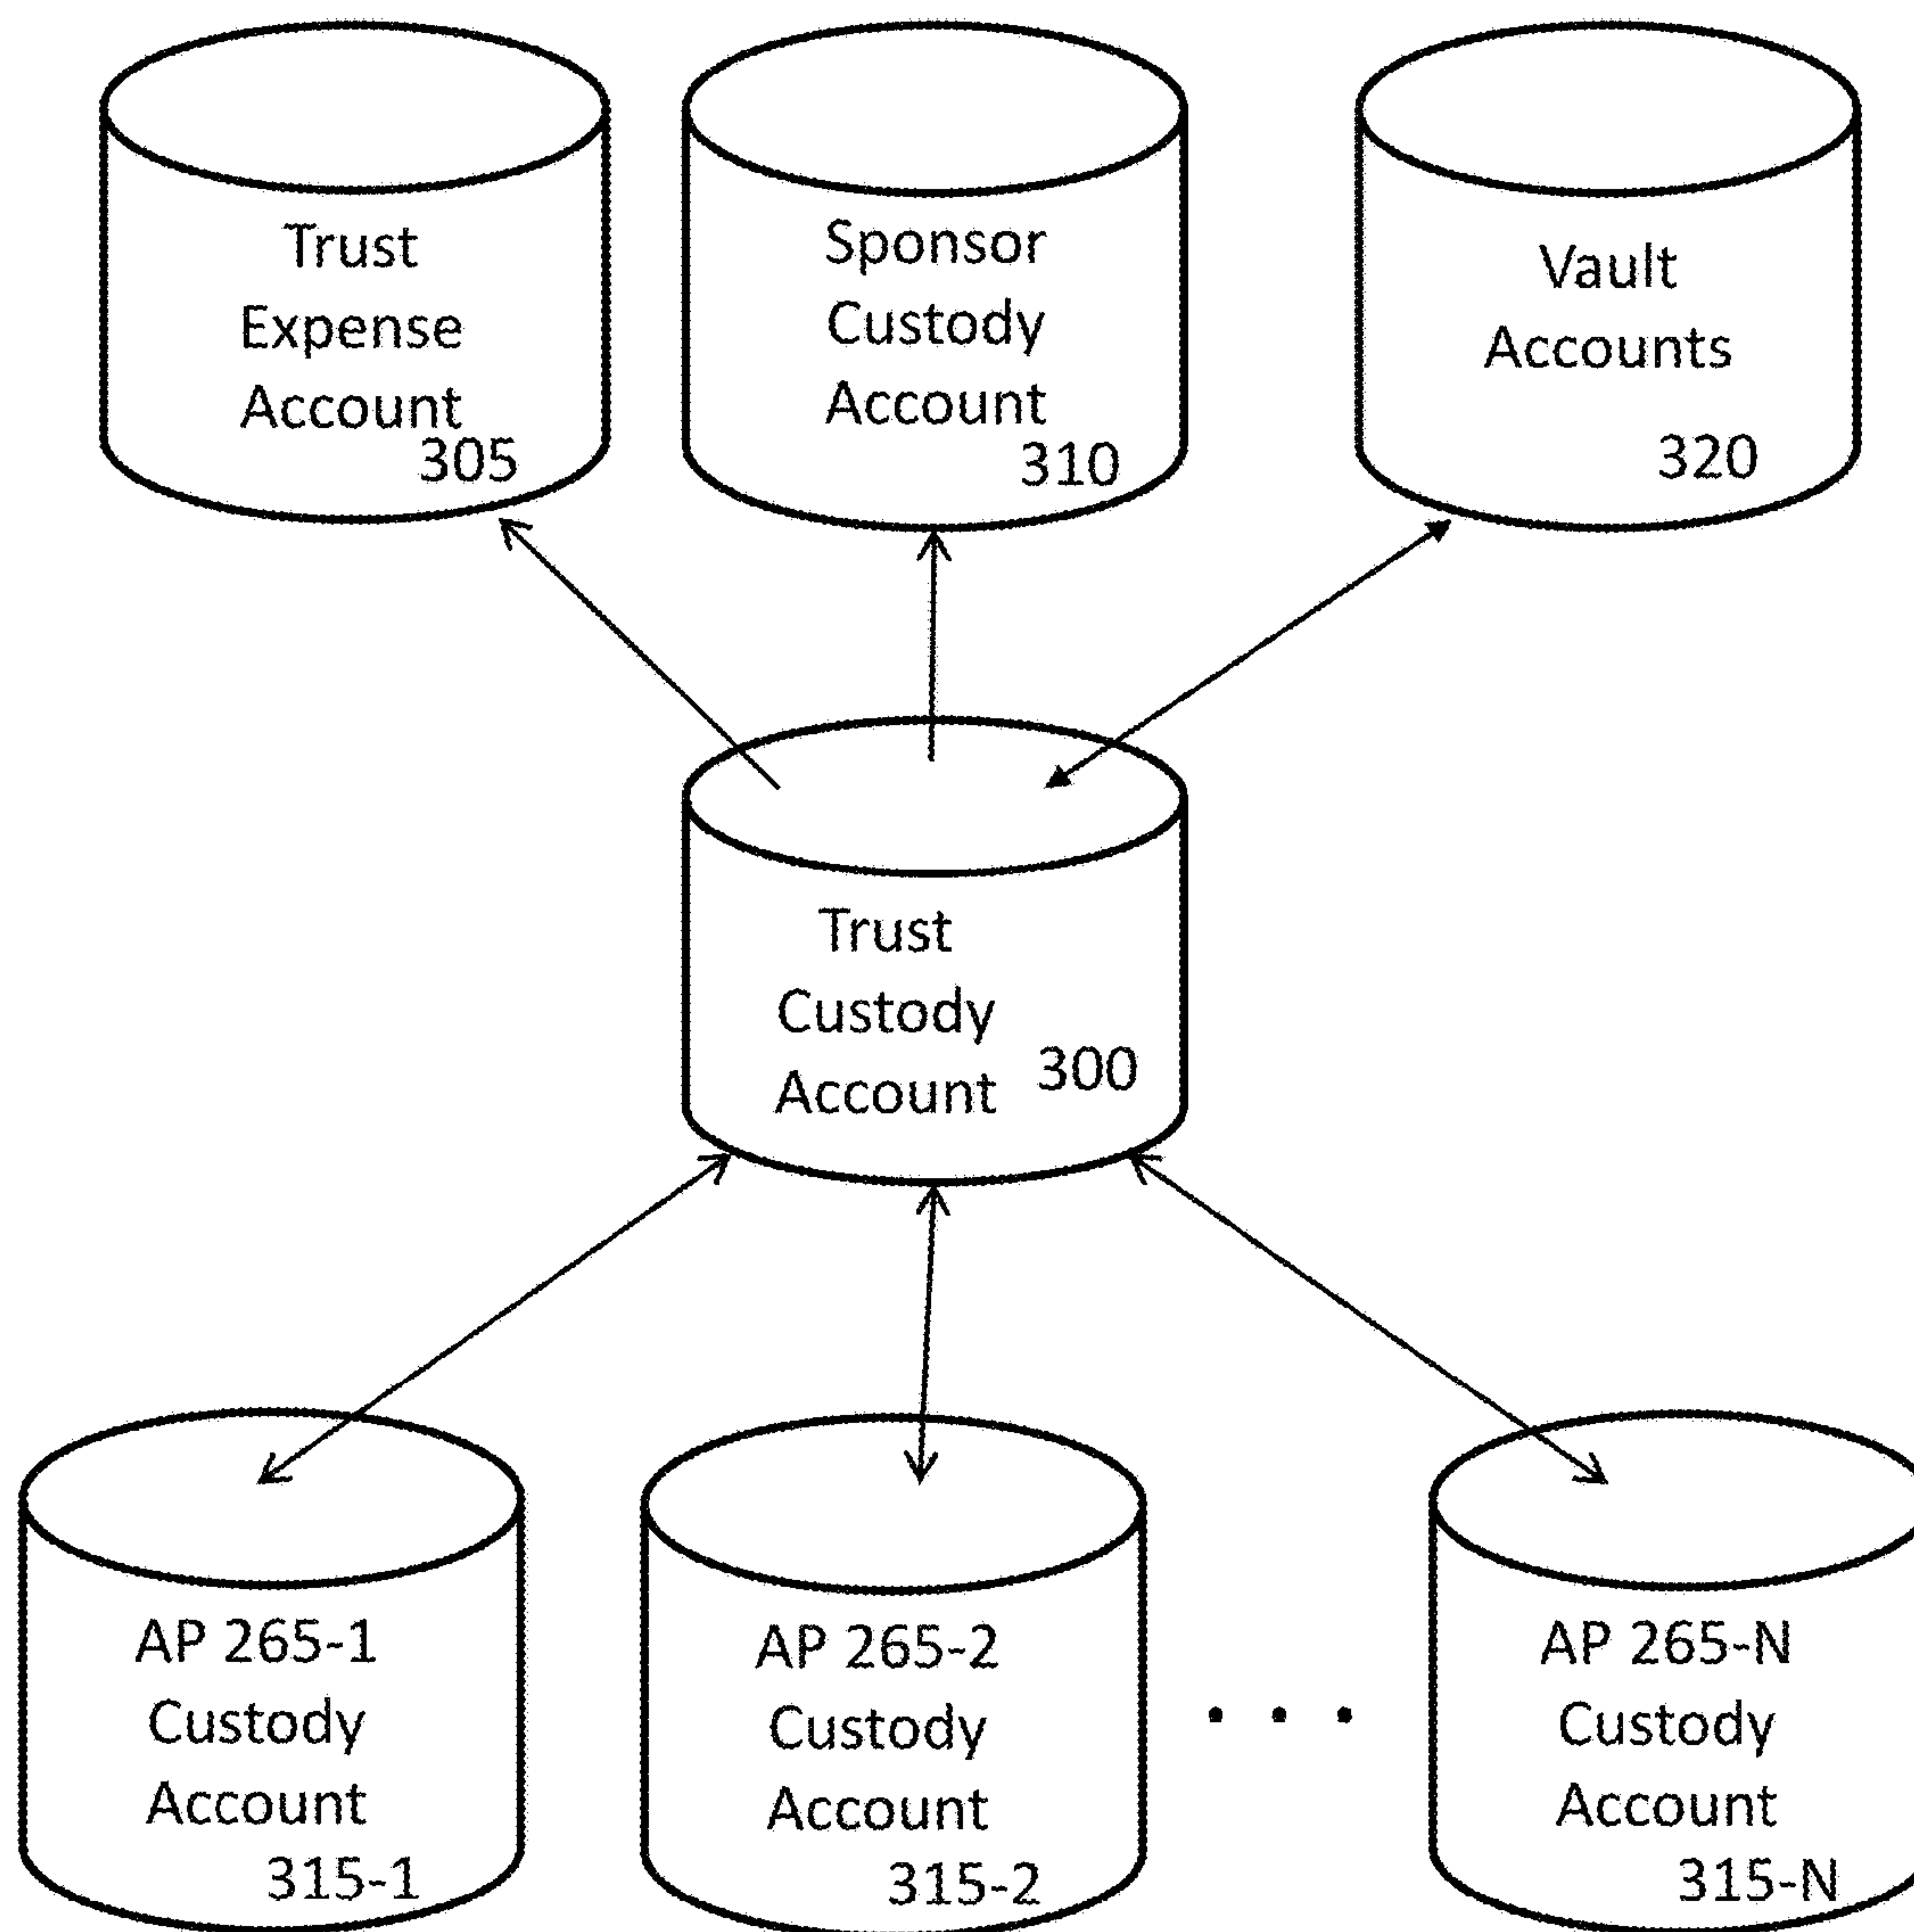 Trust
Expense
Account
305
Sponsor
Custody
Account
310
Vault
Accounts
320
Trust
Custody
Account 300
AP 265-1
Custody
Account
315-1
AP 265-2
Custody
Account
315-2
. . .
AP 265-N
Custody
Account
315-N